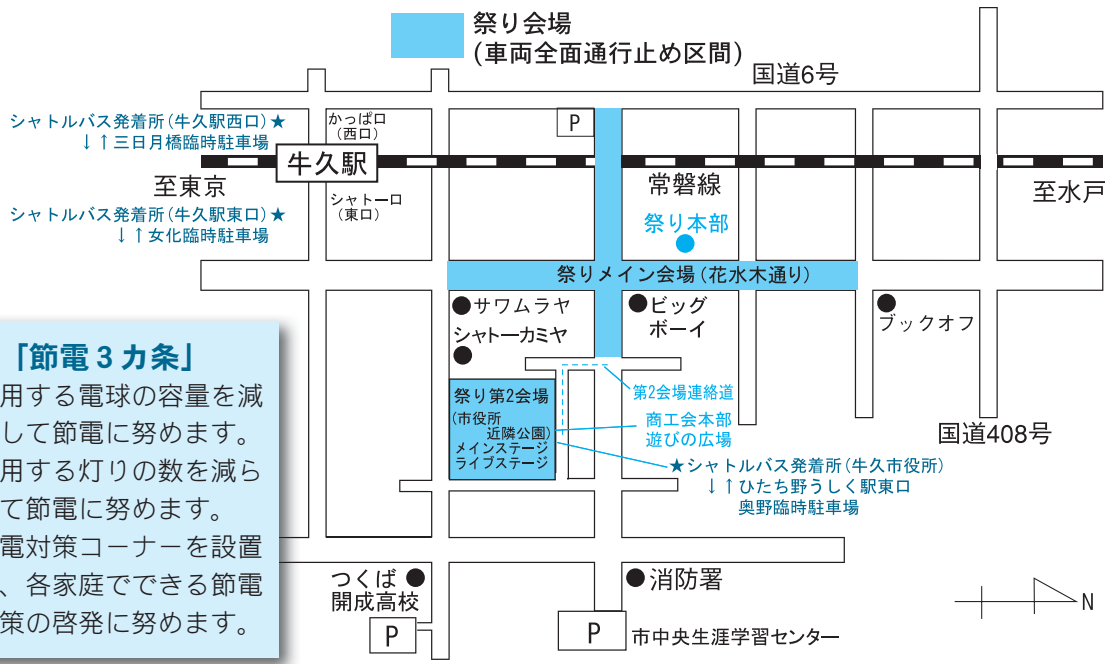 祭り会場
(車両全面通行止め区間)
国道6号
シャトルバス発着所(牛久駅西口)★
↓↑三日月橋臨時駐車場
かっぱ口
(西口)
P
牛久駅
至東京
常磐線
至水戸
シャトー口
(東口)
シャトルバス発着所(牛久駅東口)★
↓↑女化臨時駐車場
祭り本部
祭りメイン会場(花水木通り)
サワムラヤ
シャトーカミヤ
ビッグ
ボーイ
ブックオフ
「節電3カ条」
用する電球の容量を減
して節電に努めます。
用する灯りの数を減ら
て節電に努めます。
電対策コーナーを設置
、各家庭でできる節電
策の啓発に努めます。
祭り第2会場
(市役所
近隣公園)
メインステージ
ライブステージ
第2会場連絡道
商工会本部
遊びの広場
国道408号
★シャトルバス発着所(牛久市役所)
↓↑ひたち野うしく駅東口
奥野臨時駐車場
つくば
開成高校
消防署
P
P
市中央生涯学習センター
N